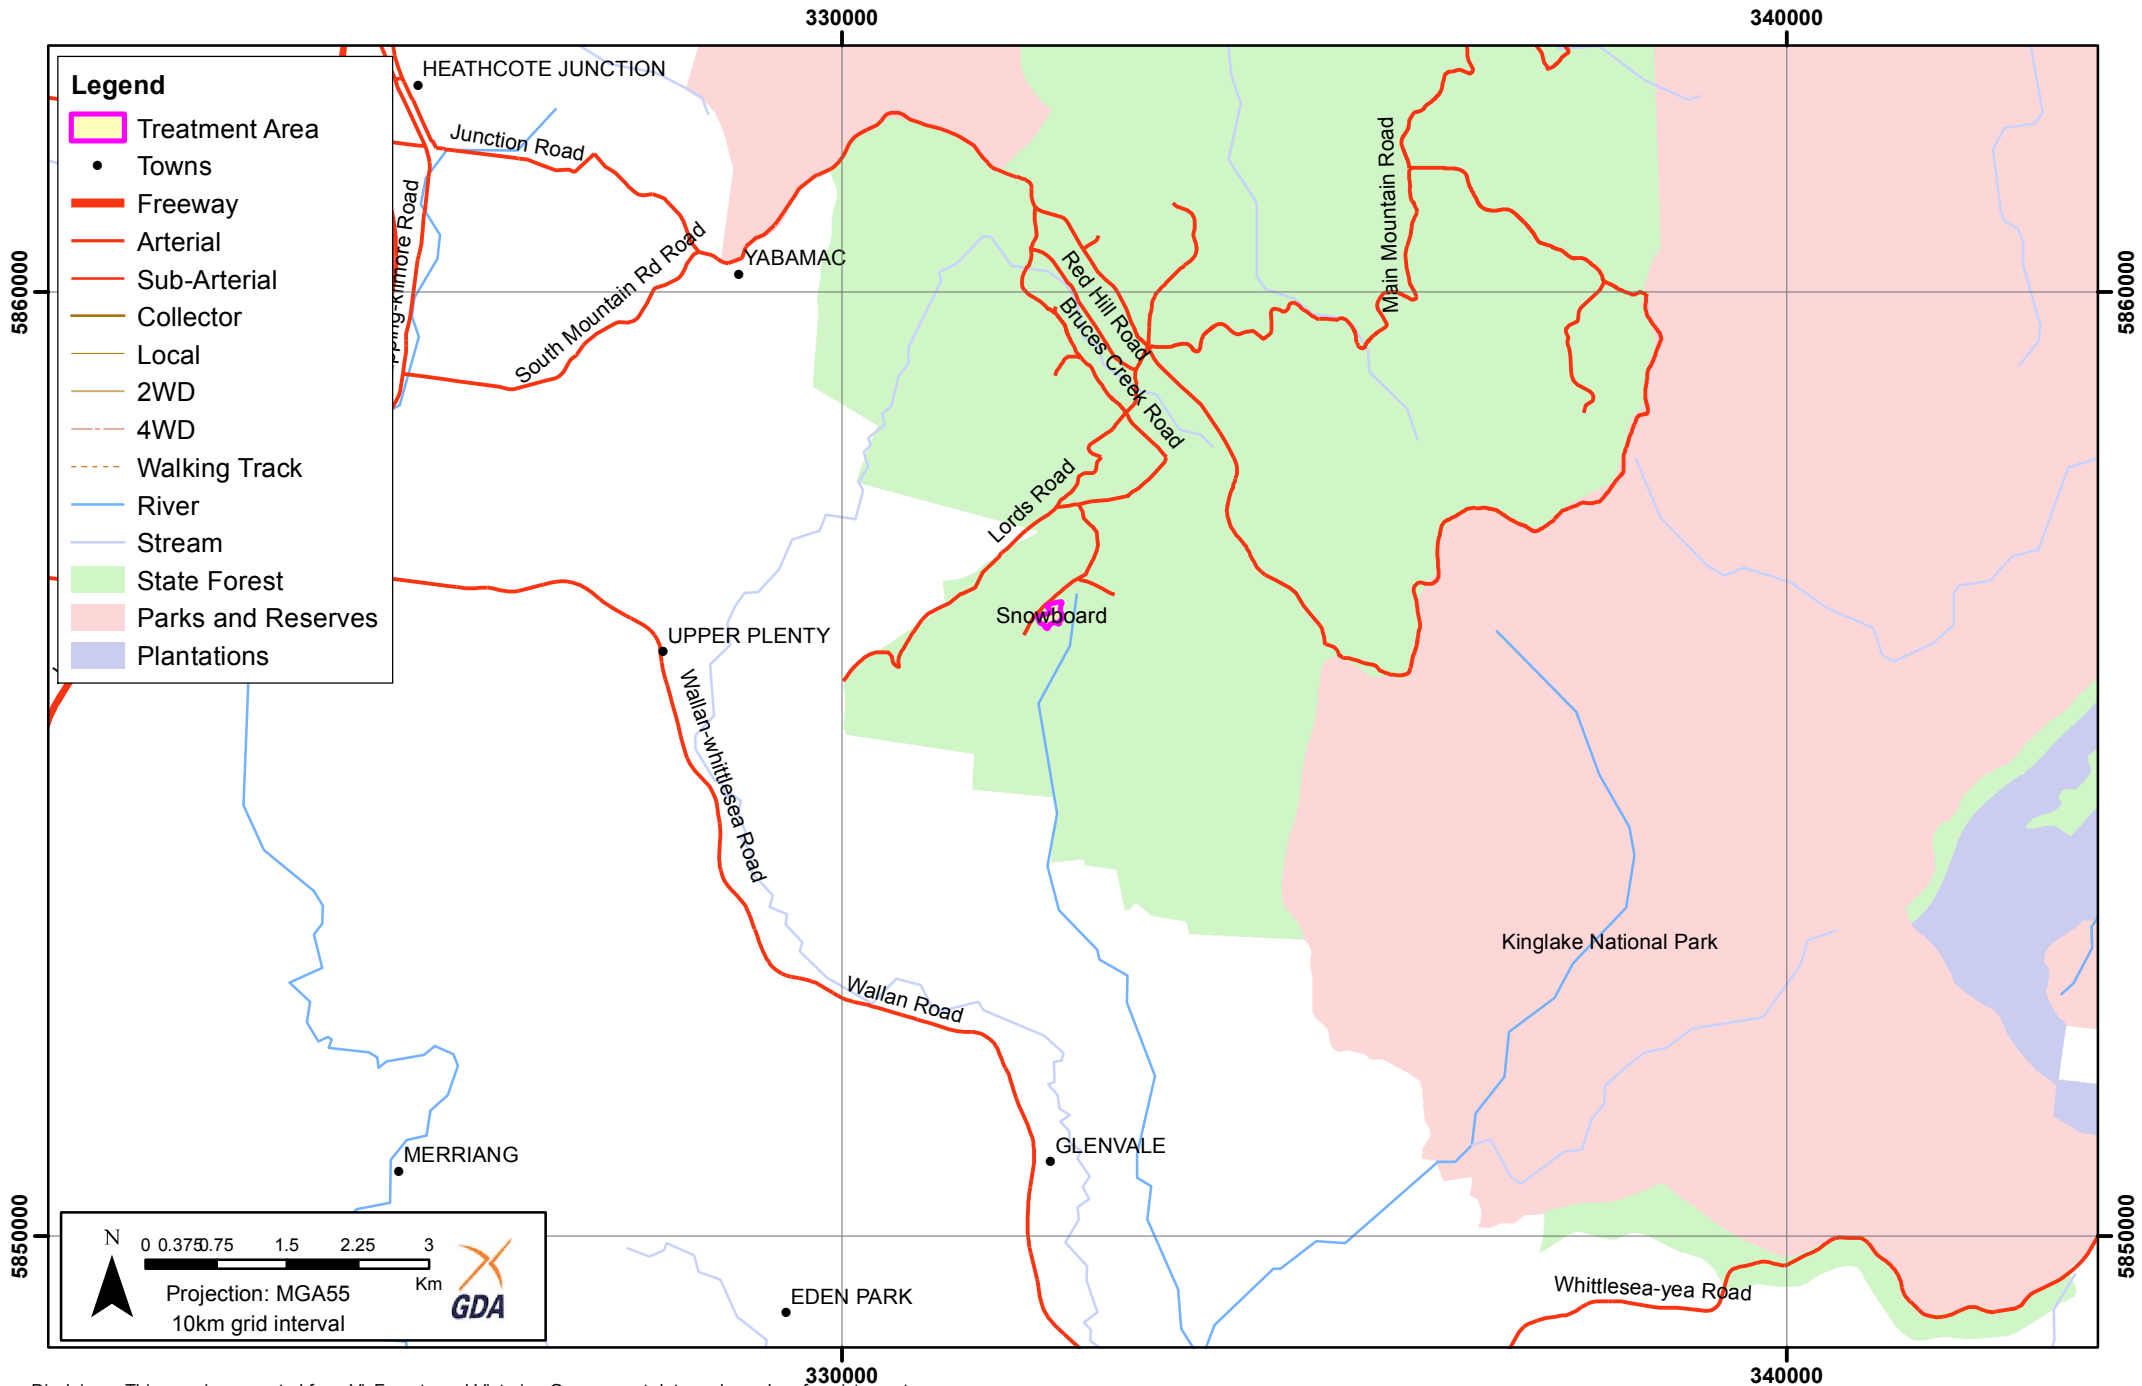 330000
340000
Legend
Treatment Area
Towns
Freeway
Arterial
Sub-Arterial
Collector
Local
2WD
4WD
Walking Track
River
Stream
State Forest
Parks and Reserves
Plantations
HEATHCOTE JUNCTION
Junction Road
South Mountain Rd Road
YABAMAC
Red Hill Road
Bruces Creek Road
Main Mountain Road
5860000
5860000
Lords Road
Snowboard
UPPER PLENTY
Wallan-whittlesea Road
Wallan Road
Kinglake National Park
MERRIANG
GLENVALE
EDEN PARK
Whittlesea-yea Road
5850000
5850000
N
0 0.375 0.75 1.5 2.25 3
Km
Projection: MGA55
10km grid interval
GDA
330000
340000